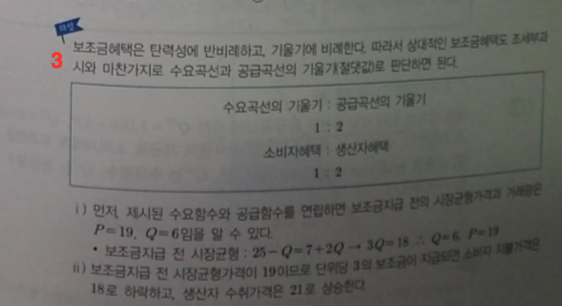 해설
3
보조금혜택은 탄력성에 반비례하고, 기울기에 비례한다. 따라서 상대적인 보조금혜택도 조세부과
시와 마찬가지로 수요곡선과 공급곡선의 기울기(절댓값)로 판단하면 된다.
수요곡선의 기울기 : 공급곡선의 기울기
1 : 2
소비자혜택 : 생산자혜택
1 : 2
ⅰ) 먼저, 제시된 수요함수와 공급함수를 연립하면 보조금지급 전의 시장균형가격과 거래량은
P=19, Q=6임을 알 수 있다.
• 보조금지급 전 시장균형 : 25-Q=7+2Q → 3Q=18 ∴ Q=6, P=19
ⅱ) 보조금지급 전 시장균형가격이 19이므로 단위당 3의 보조금이 지급되면 소비자 지불가격은
18로 하락하고, 생산자 수취가격은 21로 상승한다.